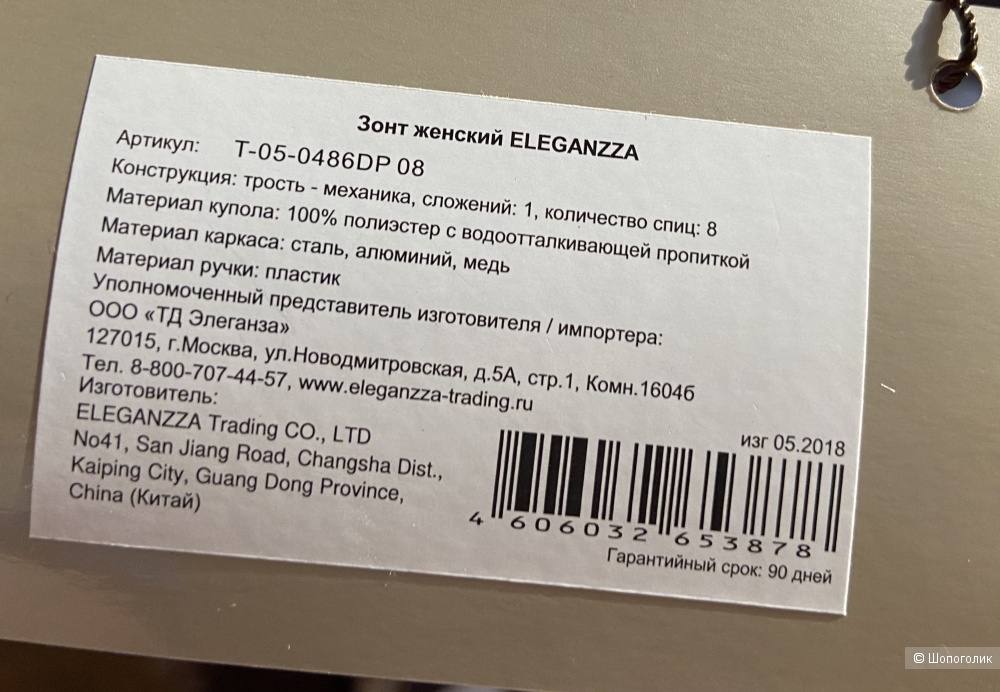 Зонт женский ELEGANZZA
Артикул: T-05-0486DP 08
Конструкция: трость - механика, сложений: 1, количество спиц: 8
Материал купола: 100% полиэстер с водоотталкивающей пропиткой
Материал каркаса: сталь, алюминий, медь
Материал ручки: пластик
Уполномоченный представитель изготовителя / импортера:
ООО «ТД Элеганза»
127015, г.Москва, ул.Новодмитровская, д.5А, стр.1, Комн.1604б
Тел. 8-800-707-44-57, www.eleganzza-trading.ru
Изготовитель:
ELEGANZZA Trading CO., LTD
No41, San Jiang Road, Changsha Dist.,
Kaiping City, Guang Dong Province,
China (Китай)
изг 05.2018
4 606032 653878
Гарантийный срок: 90 дней
© Шопоголик